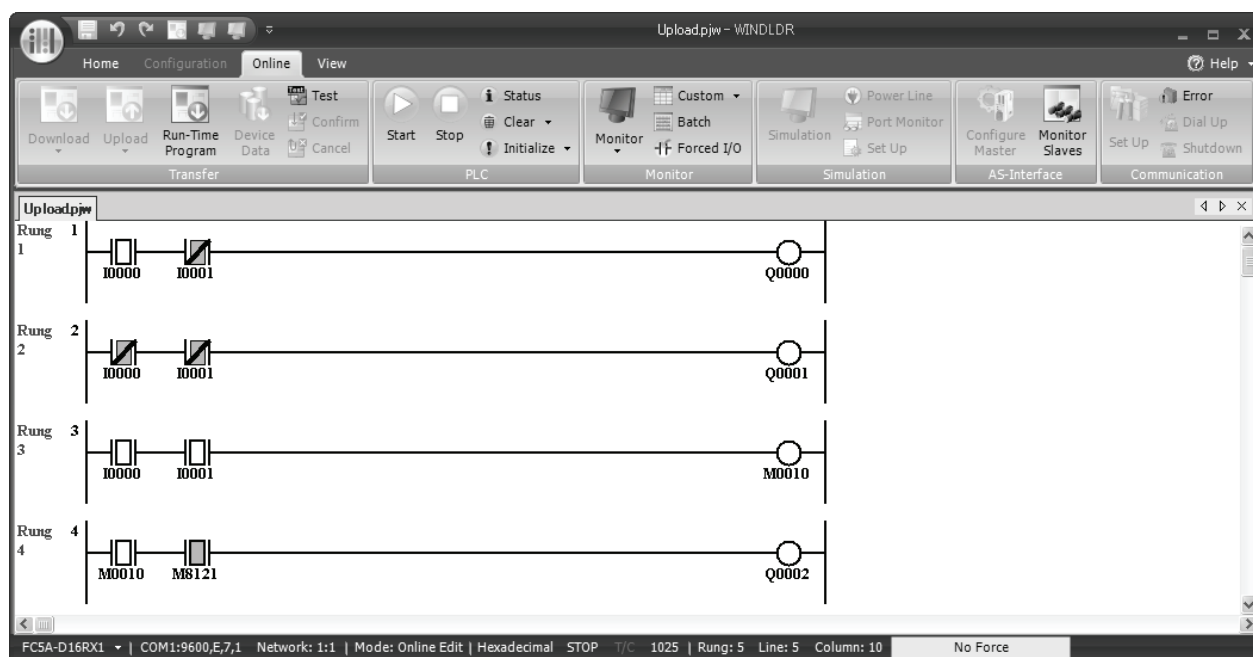 Upload.pjw - WINDLDR
Home Configuration Online View Help
Download Upload Run-Time Program Device Data Test Confirm Cancel
Transfer
Start Stop Status Clear Initialize
PLC
Monitor Custom Batch Forced I/O
Monitor
Simulation Power Line Port Monitor Set Up
Simulation
Configure Master Monitor Slaves
AS-Interface
Set Up Error Dial Up Shutdown
Communication
Upload.pjw
Rung 1
1
I0000 I0001 Q0000
Rung 2
2
I0000 I0001 Q0001
Rung 3
3
I0000 I0001 M0010
Rung 4
4
M0010 M8121 Q0002
FC5A-D16RX1 | COM1:9600,E,7,1 Network: 1:1 | Mode: Online Edit | Hexadecimal STOP T/C 1025 | Rung: 5 Line: 5 Column: 10 No Force